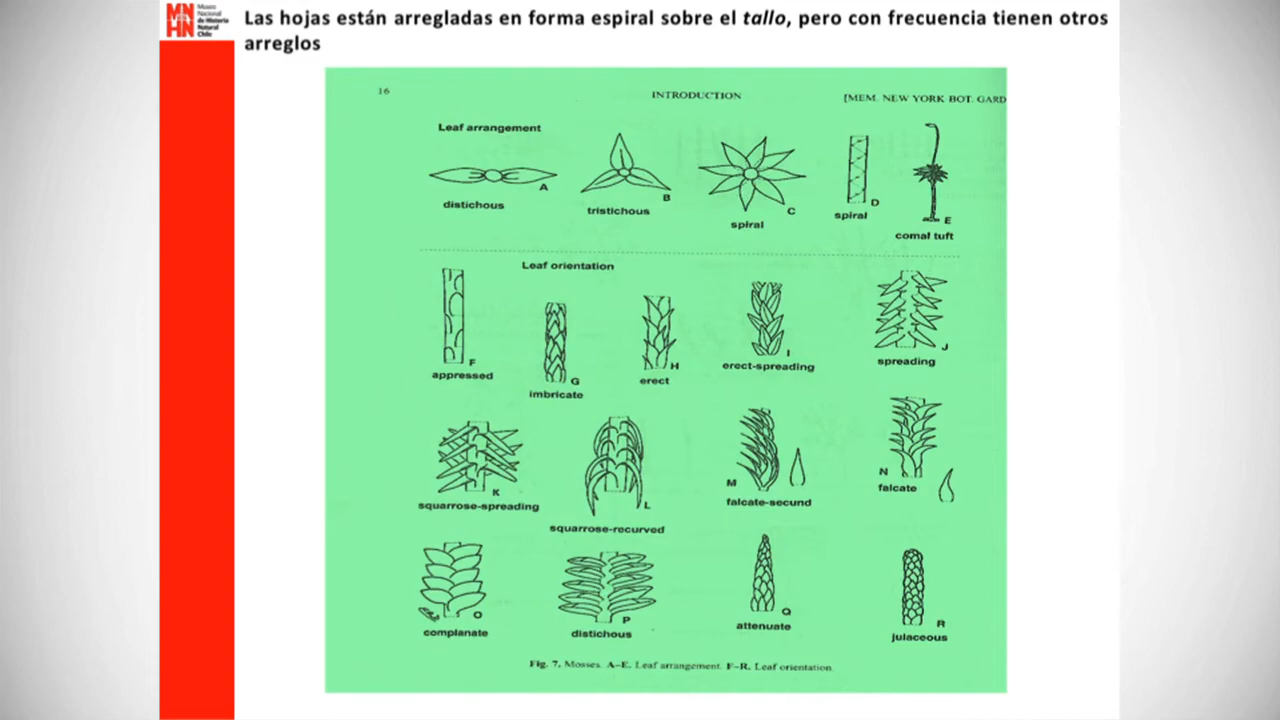 Museo
Nacional
de Historia
Natural
Chile
Las hojas están arregladas en forma espiral sobre el tallo, pero con frecuencia tienen otros
arreglos
16 INTRODUCTION [MEM. NEW YORK BOT. GARD
Leaf arrangement
A
distichous
B
tristichous
C
spiral
D
spiral
E
comal tuft
Leaf orientation
F
appressed
G
imbricate
H
erect
I
erect-spreading
J
spreading
K
squarrose-spreading
L
squarrose-recurved
M
falcate-secund
N
falcate
O
complanate
P
distichous
Q
attenuate
R
julaceous
Fig. 7. Mosses. A–E. Leaf arrangement. F–R. Leaf orientation.